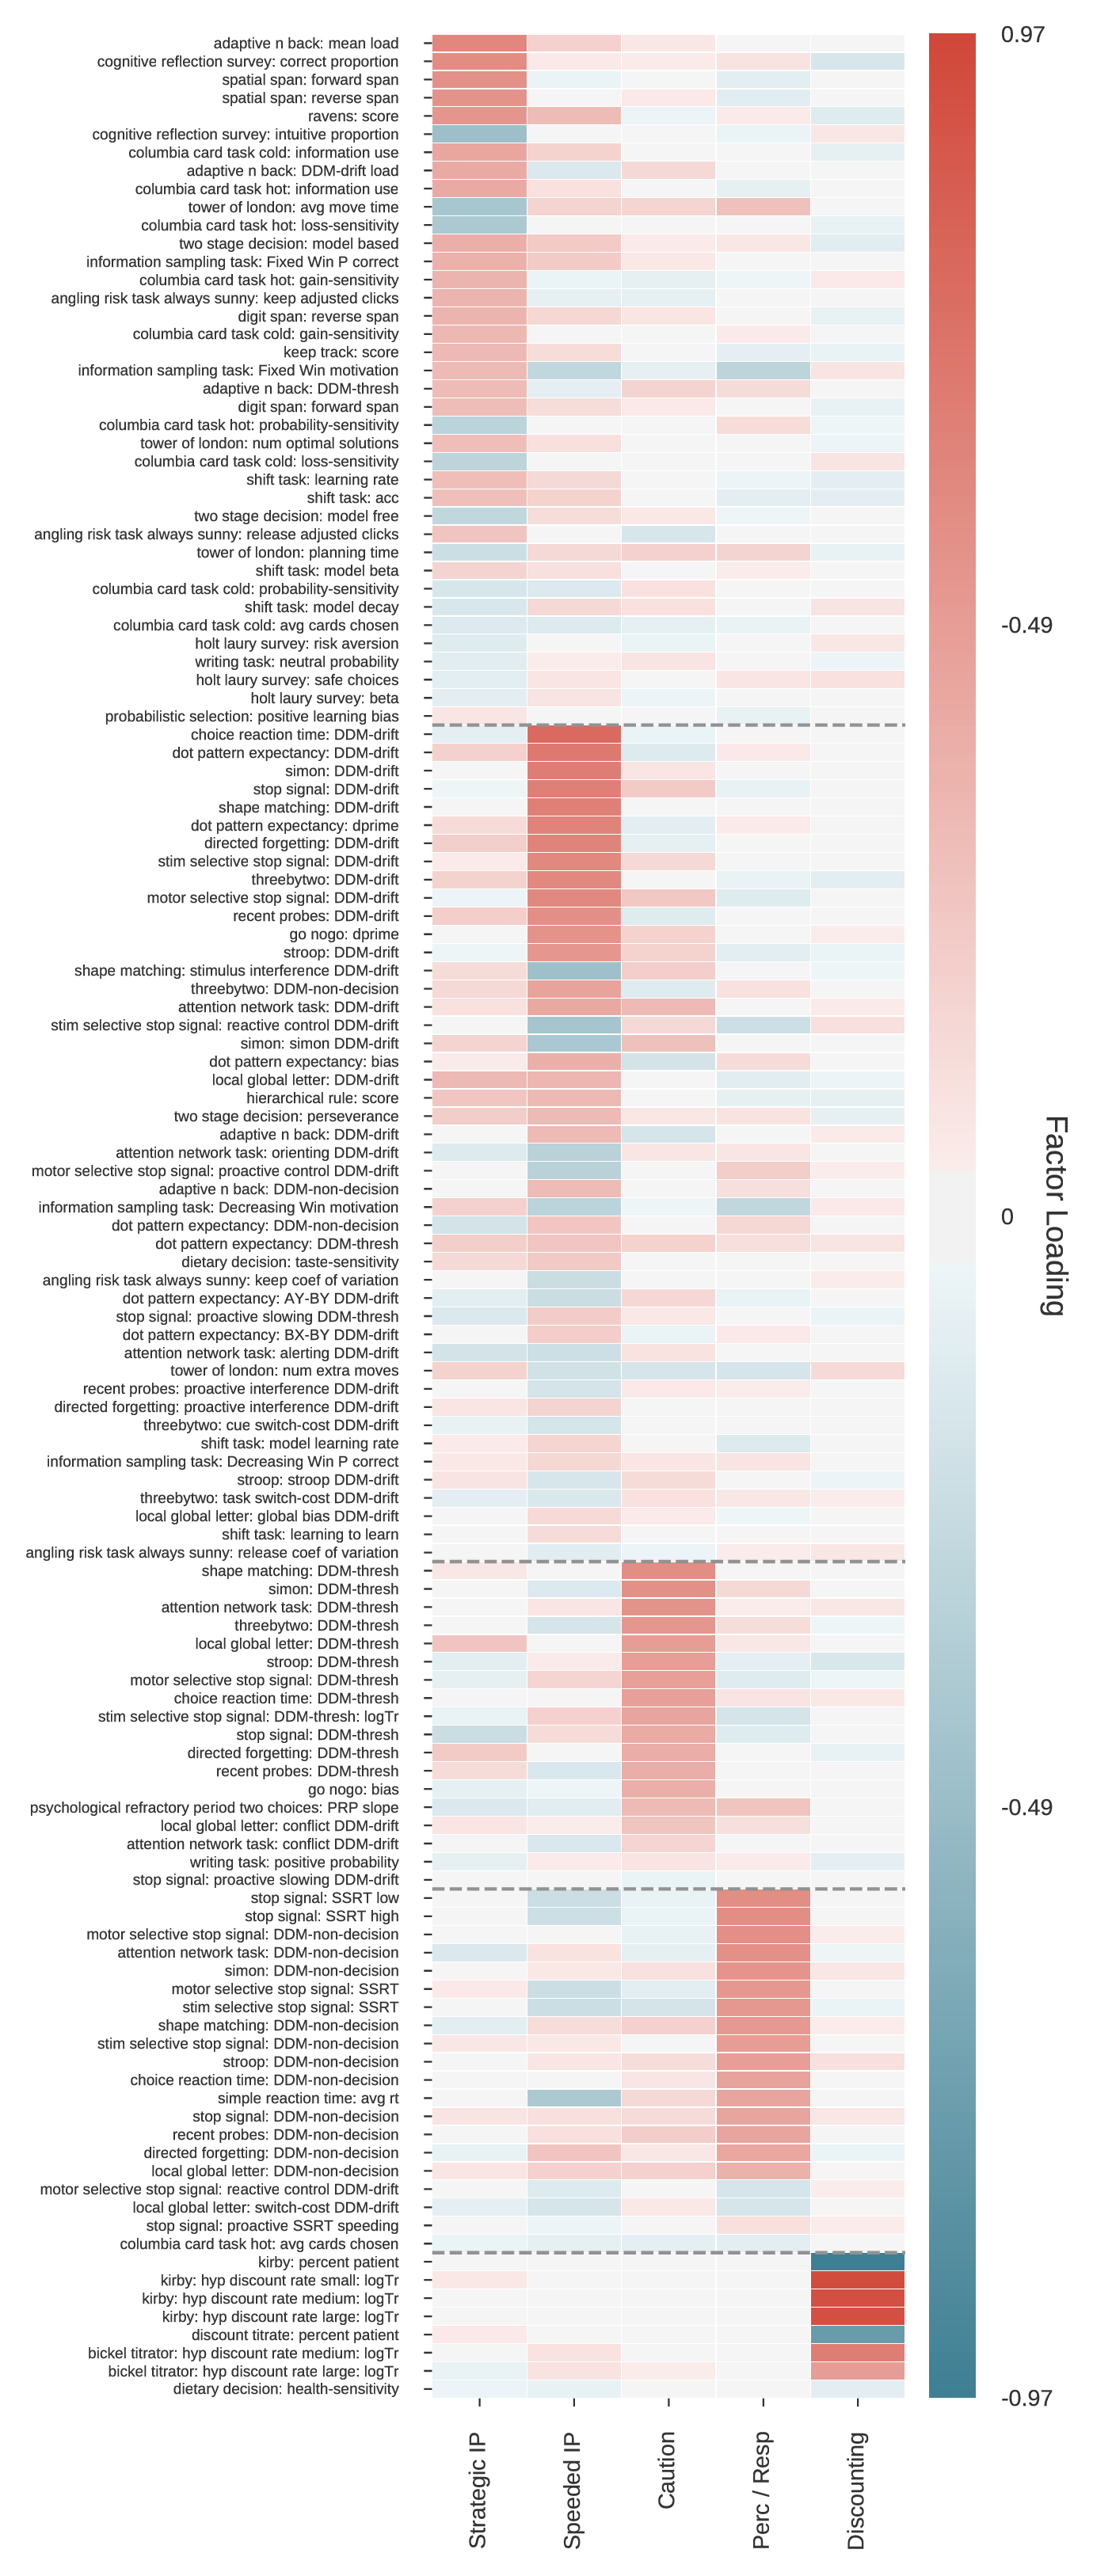 adaptive n back: mean load
cognitive reflection survey: correct proportion
spatial span: forward span
spatial span: reverse span
ravens: score
cognitive reflection survey: intuitive proportion
columbia card task cold: information use
adaptive n back: DDM-drift load
columbia card task hot: information use
tower of london: avg move time
columbia card task hot: loss-sensitivity
two stage decision: model based
information sampling task: Fixed Win P correct
columbia card task hot: gain-sensitivity
angling risk task always sunny: keep adjusted clicks
digit span: reverse span
columbia card task cold: gain-sensitivity
keep track: score
information sampling task: Fixed Win motivation
adaptive n back: DDM-thresh
digit span: forward span
columbia card task hot: probability-sensitivity
tower of london: num optimal solutions
columbia card task cold: loss-sensitivity
shift task: learning rate
shift task: acc
two stage decision: model free
angling risk task always sunny: release adjusted clicks
tower of london: planning time
shift task: model beta
columbia card task cold: probability-sensitivity
shift task: model decay
columbia card task cold: avg cards chosen
holt laury survey: risk aversion
writing task: neutral probability
holt laury survey: safe choices
holt laury survey: beta
probabilistic selection: positive learning bias
choice reaction time: DDM-drift
dot pattern expectancy: DDM-drift
simon: DDM-drift
stop signal: DDM-drift
shape matching: DDM-drift
dot pattern expectancy: dprime
directed forgetting: DDM-drift
stim selective stop signal: DDM-drift
threebytwo: DDM-drift
motor selective stop signal: DDM-drift
recent probes: DDM-drift
go nogo: dprime
stroop: DDM-drift
shape matching: stimulus interference DDM-drift
threebytwo: DDM-non-decision
attention network task: DDM-drift
stim selective stop signal: reactive control DDM-drift
simon: simon DDM-drift
dot pattern expectancy: bias
local global letter: DDM-drift
hierarchical rule: score
two stage decision: perseverance
adaptive n back: DDM-drift
attention network task: orienting DDM-drift
motor selective stop signal: proactive control DDM-drift
adaptive n back: DDM-non-decision
information sampling task: Decreasing Win motivation
dot pattern expectancy: DDM-non-decision
dot pattern expectancy: DDM-thresh
dietary decision: taste-sensitivity
angling risk task always sunny: keep coef of variation
dot pattern expectancy: AY-BY DDM-drift
stop signal: proactive slowing DDM-thresh
dot pattern expectancy: BX-BY DDM-drift
attention network task: alerting DDM-drift
tower of london: num extra moves
recent probes: proactive interference DDM-drift
directed forgetting: proactive interference DDM-drift
threebytwo: cue switch-cost DDM-drift
shift task: model learning rate
information sampling task: Decreasing Win P correct
stroop: stroop DDM-drift
threebytwo: task switch-cost DDM-drift
local global letter: global bias DDM-drift
shift task: learning to learn
angling risk task always sunny: release coef of variation
shape matching: DDM-thresh
simon: DDM-thresh
attention network task: DDM-thresh
threebytwo: DDM-thresh
local global letter: DDM-thresh
stroop: DDM-thresh
motor selective stop signal: DDM-thresh
choice reaction time: DDM-thresh
stim selective stop signal: DDM-thresh: logTr
stop signal: DDM-thresh
directed forgetting: DDM-thresh
recent probes: DDM-thresh
go nogo: bias
psychological refractory period two choices: PRP slope
local global letter: conflict DDM-drift
attention network task: conflict DDM-drift
writing task: positive probability
stop signal: proactive slowing DDM-drift
stop signal: SSRT low
stop signal: SSRT high
motor selective stop signal: DDM-non-decision
attention network task: DDM-non-decision
simon: DDM-non-decision
motor selective stop signal: SSRT
stim selective stop signal: SSRT
shape matching: DDM-non-decision
stim selective stop signal: DDM-non-decision
stroop: DDM-non-decision
choice reaction time: DDM-non-decision
simple reaction time: avg rt
stop signal: DDM-non-decision
recent probes: DDM-non-decision
directed forgetting: DDM-non-decision
local global letter: DDM-non-decision
motor selective stop signal: reactive control DDM-drift
local global letter: switch-cost DDM-drift
stop signal: proactive SSRT speeding
columbia card task hot: avg cards chosen
kirby: percent patient
kirby: hyp discount rate small: logTr
kirby: hyp discount rate medium: logTr
kirby: hyp discount rate large: logTr
discount titrate: percent patient
bickel titrator: hyp discount rate medium: logTr
bickel titrator: hyp discount rate large: logTr
dietary decision: health-sensitivity
Strategic IP
Speeded IP
Caution
Perc / Resp
Discounting
0.97
-0.49
0
-0.49
-0.97
Factor Loading